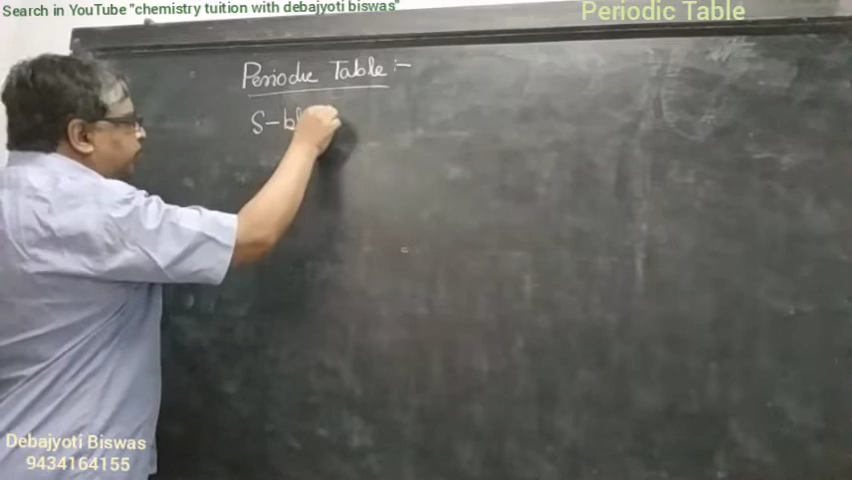 Search in YouTube "chemistry tuition with debajyoti biswas"
Periodic Table
Periodic Table :-
S-bl
Debajyoti Biswas
9434164155